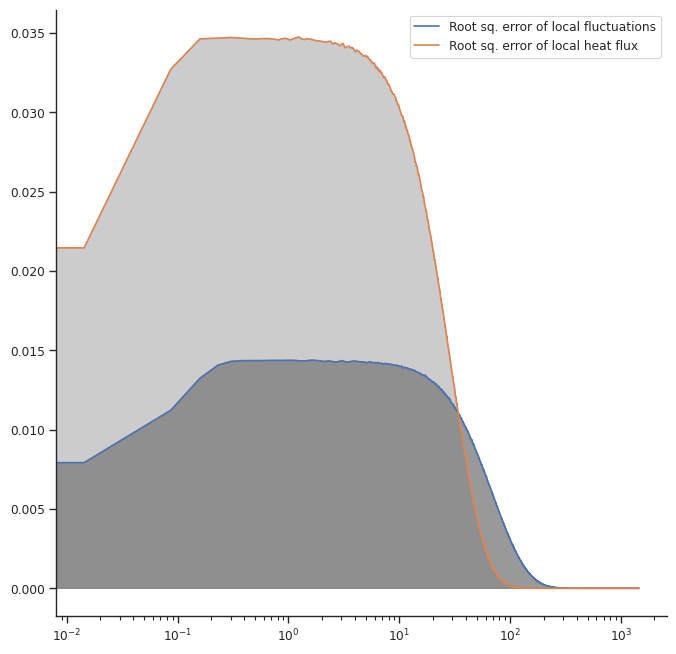 Root sq. error of local fluctuations
Root sq. error of local heat flux
0.035
0.030
0.025
0.020
0.015
0.010
0.005
0.000
10⁻² 10⁻¹ 10⁰ 10¹ 10² 10³